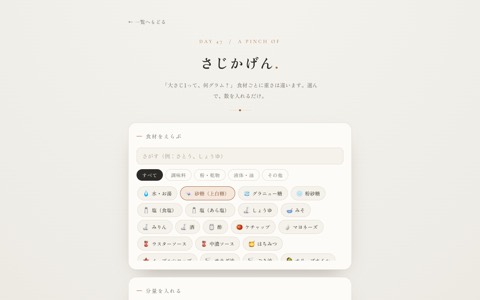 ← 一覧へもどる
DAY 45 | A PINCH OF
さじかげん。
「大さじ1って、何グラム？」 食材ごとに重さは違います。選ん
で、数を入れるだけ。
食材をえらぶ
さがす（例：さとう、しょうゆ）
すべて 調味料 粉・穀物 液体・油 その他
水・お湯 砂糖（上白糖） グラニュー糖 粉砂糖
塩（食塩） 塩（あら塩） しょうゆ みそ
みりん 酒 酢 ケチャップ マヨネーズ
ウスターソース 中濃ソース はちみつ
分量を入れる